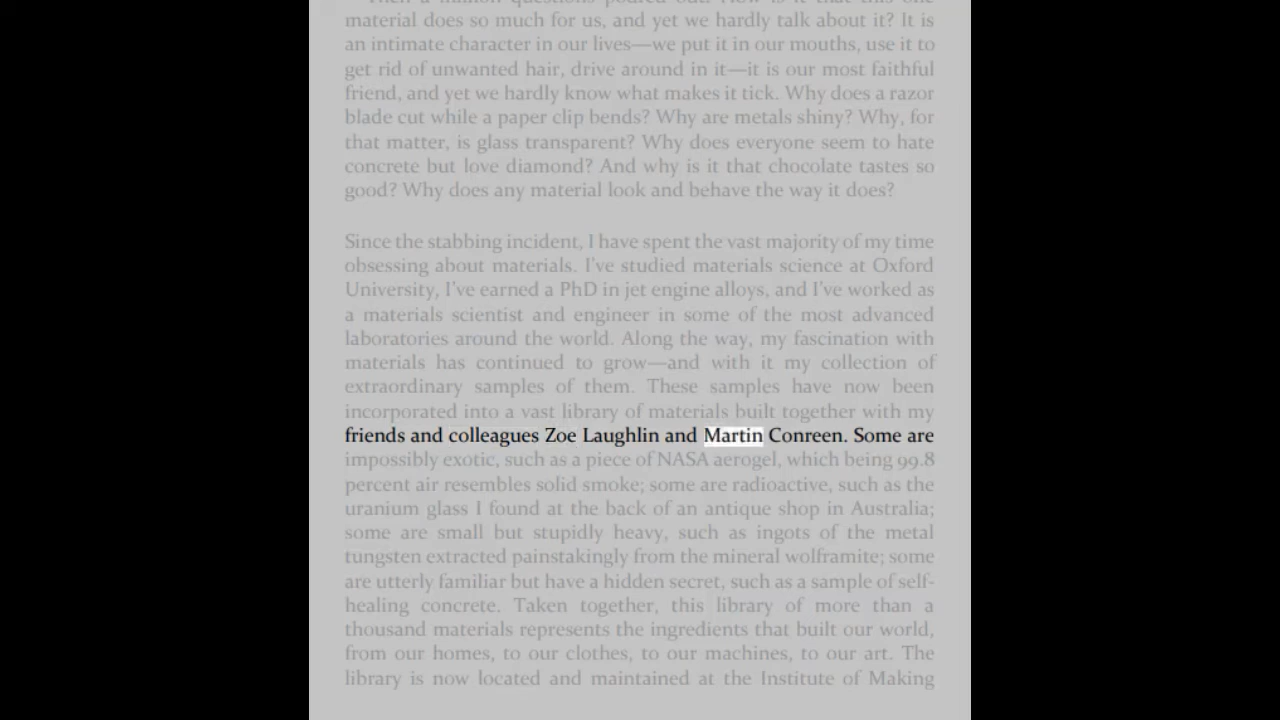 material does so much for us, and yet we hardly talk about it? It is
an intimate character in our lives—we put it in our mouths, use it to
get rid of unwanted hair, drive around in it—it is our most faithful
friend, and yet we hardly know what makes it tick. Why does a razor
blade cut while a paper clip bends? Why are metals shiny? Why, for
that matter, is glass transparent? Why does everyone seem to hate
concrete but love diamond? And why is it that chocolate tastes so
good? Why does any material look and behave the way it does?
Since the stabbing incident, I have spent the vast majority of my time
obsessing about materials. I've studied materials science at Oxford
University, I've earned a PhD in jet engine alloys, and I've worked as
a materials scientist and engineer in some of the most advanced
laboratories around the world. Along the way, my fascination with
materials has continued to grow—and with it my collection of
extraordinary samples of them. These samples have now been
incorporated into a vast library of materials built together with my
friends and colleagues Zoe Laughlin and Martin Conreen. Some are
impossibly exotic, such as a piece of NASA aerogel, which being 99.8
percent air resembles solid smoke; some are radioactive, such as the
uranium glass I found at the back of an antique shop in Australia;
some are small but stupidly heavy, such as ingots of the metal
tungsten extracted painstakingly from the mineral wolframite; some
are utterly familiar but have a hidden secret, such as a sample of self-
healing concrete. Taken together, this library of more than a
thousand materials represents the ingredients that built our world,
from our homes, to our clothes, to our machines, to our art. The
library is now located and maintained at the Institute of Making